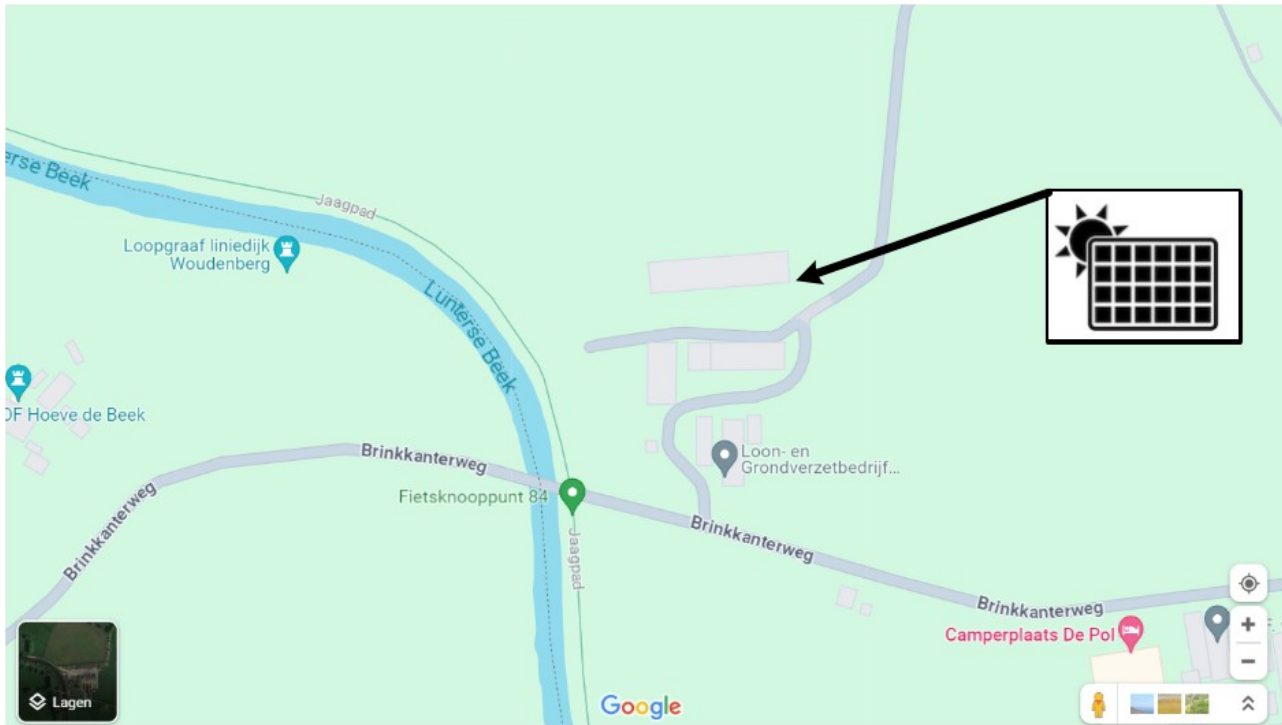 erse Beek
Jaagpad
Loopgraaf liniedijk
Woudenberg
Lunterse Beek
OF Hoeve de Beek
Brinkkanterweg
Loon- en
Grondverzetbedrijf...
Fietsknooppunt 84
Brinkkanterweg
Brinkkanterweg
Jaagpad
Brinkkanterweg
Camperplaats De Pol
Lagen
Google